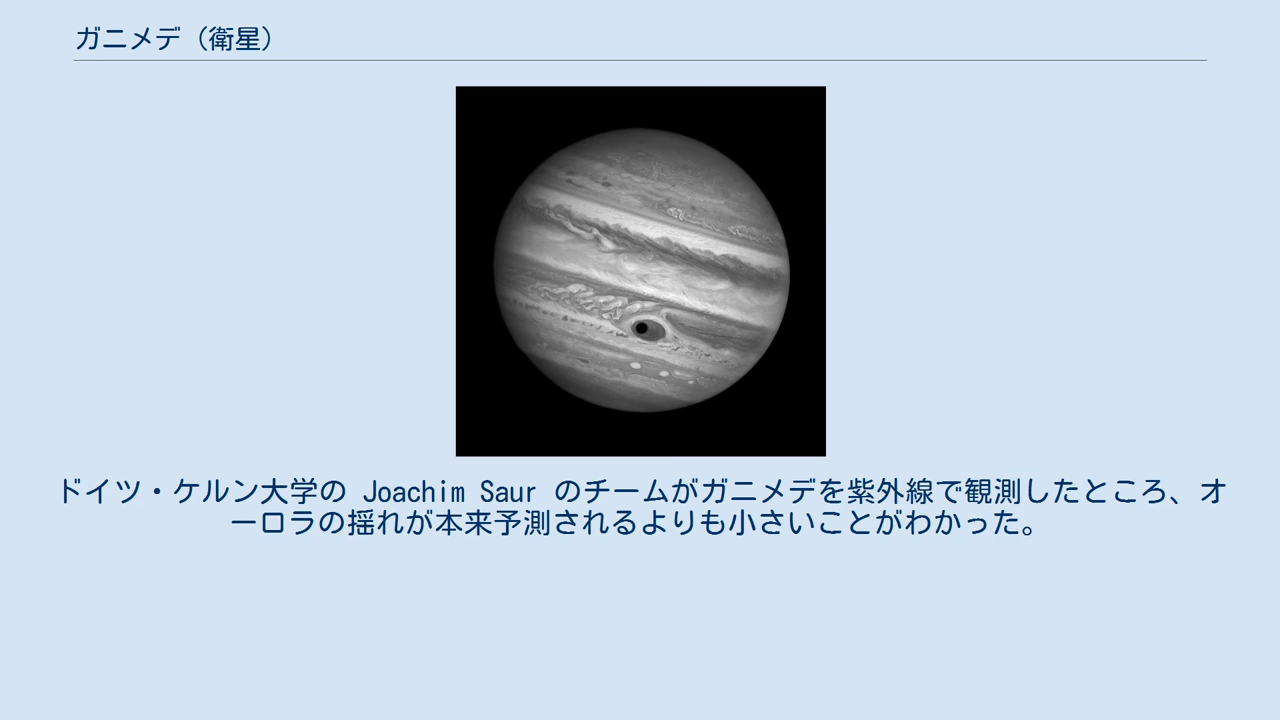 ガニメデ（衛星）
ドイツ・ケルン大学の Joachim Saur のチームがガニメデを紫外線で観測したところ、オ
ーロラの揺れが本来予測されるよりも小さいことがわかった。